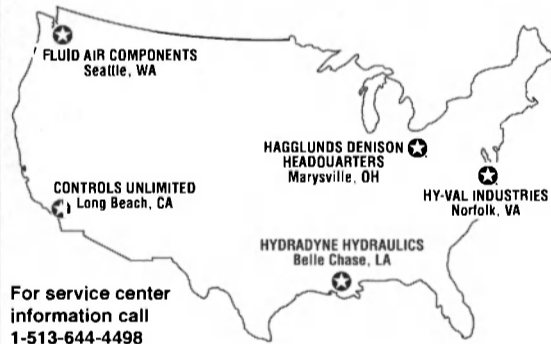 FLUID AIR COMPONENTS
Seattle, WA
HAGGLUNDS DENISON
HEADQUARTERS
Marysville, OH
CONTROLS UNLIMITED
Long Beach, CA
HY-VAL INDUSTRIES
Norfolk, VA
HYDRADYNE HYDRAULICS
Belle Chase, LA
For service center
information call
1-513-644-4498